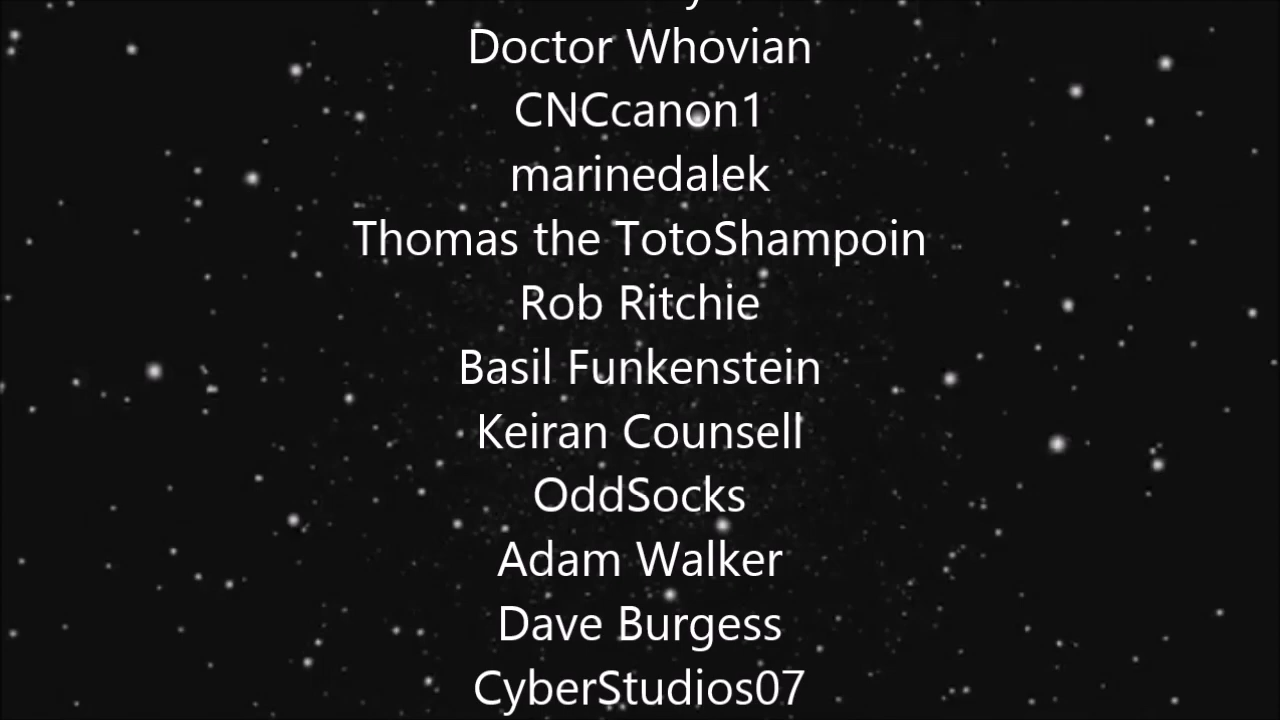 Doctor Whovian
CNCcanon1
marinedalek
Thomas the TotoShampoin
Rob Ritchie
Basil Funkenstein
Keiran Counsell
OddSocks
Adam Walker
Dave Burgess
CyberStudios07